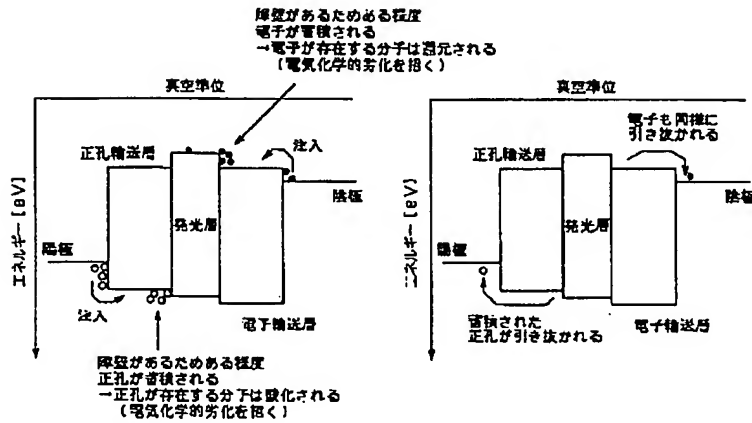 障壁があるためある程度
電子が蓄積される
→電子が存在する分子は還元される
(電気化学的劣化を招く)
真空準位
正孔輸送層
注入
陰極
発光層
陽極
注入
電子輸送層
エネルギー[eV]
障壁があるためある程度
正孔が蓄積される
→正孔が存在する分子は酸化される
(電気化学的劣化を招く)
真空準位
電子も同様に
引き抜かれる
正孔輸送層
陰極
発光層
陽極
蓄積された
正孔が引き抜かれる
電子輸送層
エネルギー[eV]